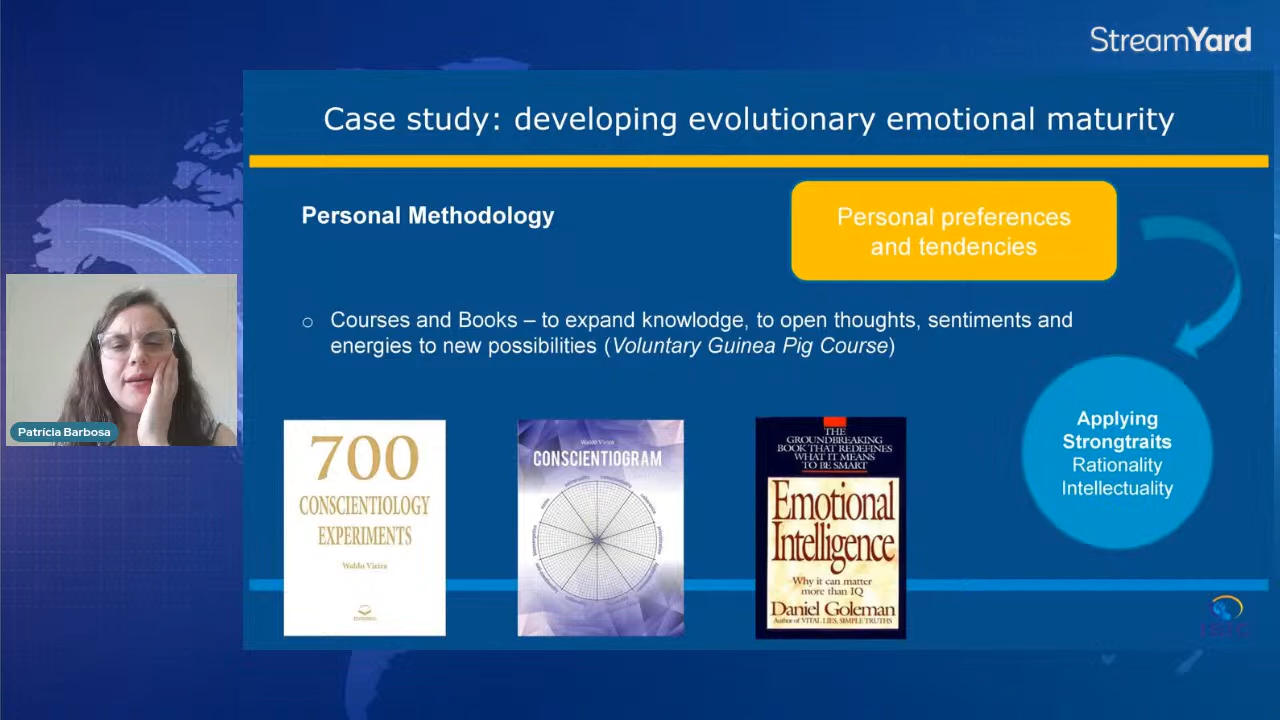 StreamYard
Case study: developing evolutionary emotional maturity
Personal Methodology
Personal preferences
and tendencies
Courses and Books – to expand knowlodge, to open thoughts, sentiments and
energies to new possibilities (Voluntary Guinea Pig Course)
Applying
Strongtraits
Rationality
Intellectuality
Patrícia Barbosa
700
CONSCIENTIOLOGY
EXPERIMENTS
Waldo Vieira
Waldo Vieira
CONSCIENTIOGRAM
THE
GROUNDBREAKING
BOOK THAT REDEFINES
WHAT IT MEANS
TO BE SMART
Emotional
Intelligence
Why it can matter
more than IQ
Daniel Goleman
Author of VITAL LIES, SIMPLE TRUTHS